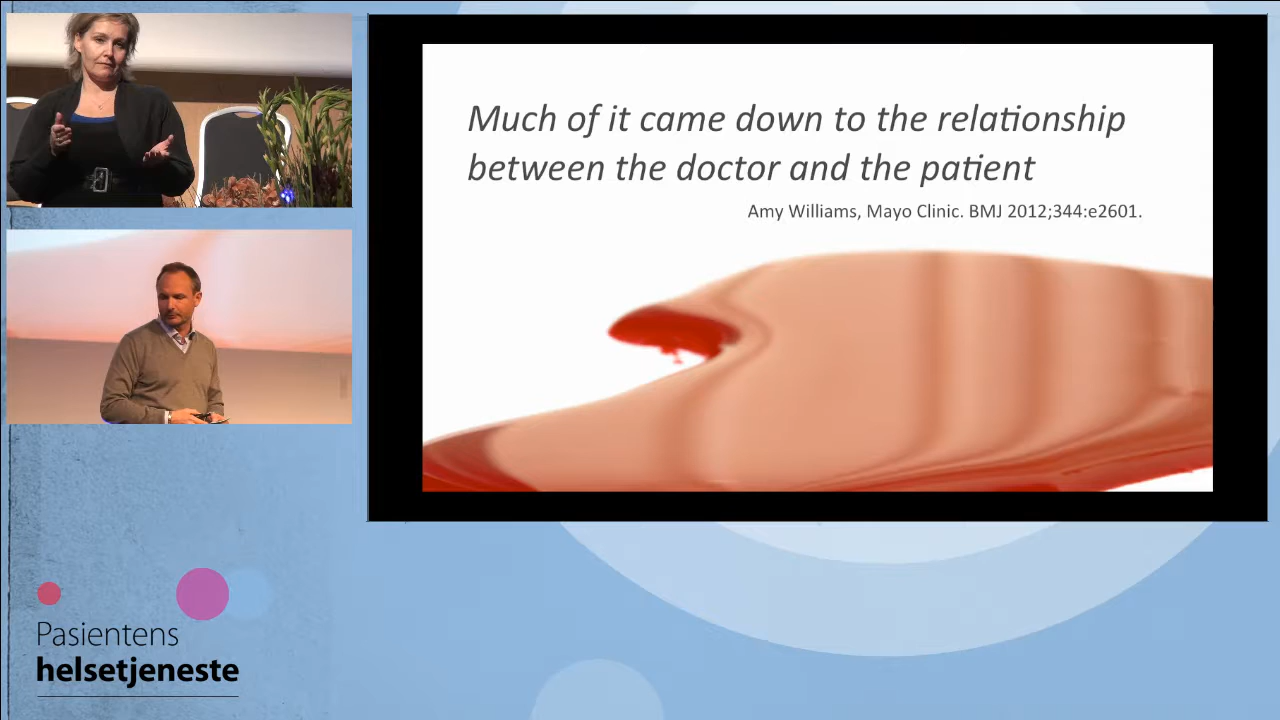 Much of it came down to the relationship
between the doctor and the patient
Amy Williams, Mayo Clinic. BMJ 2012;344:e2601.
Pasientens
helsetjeneste